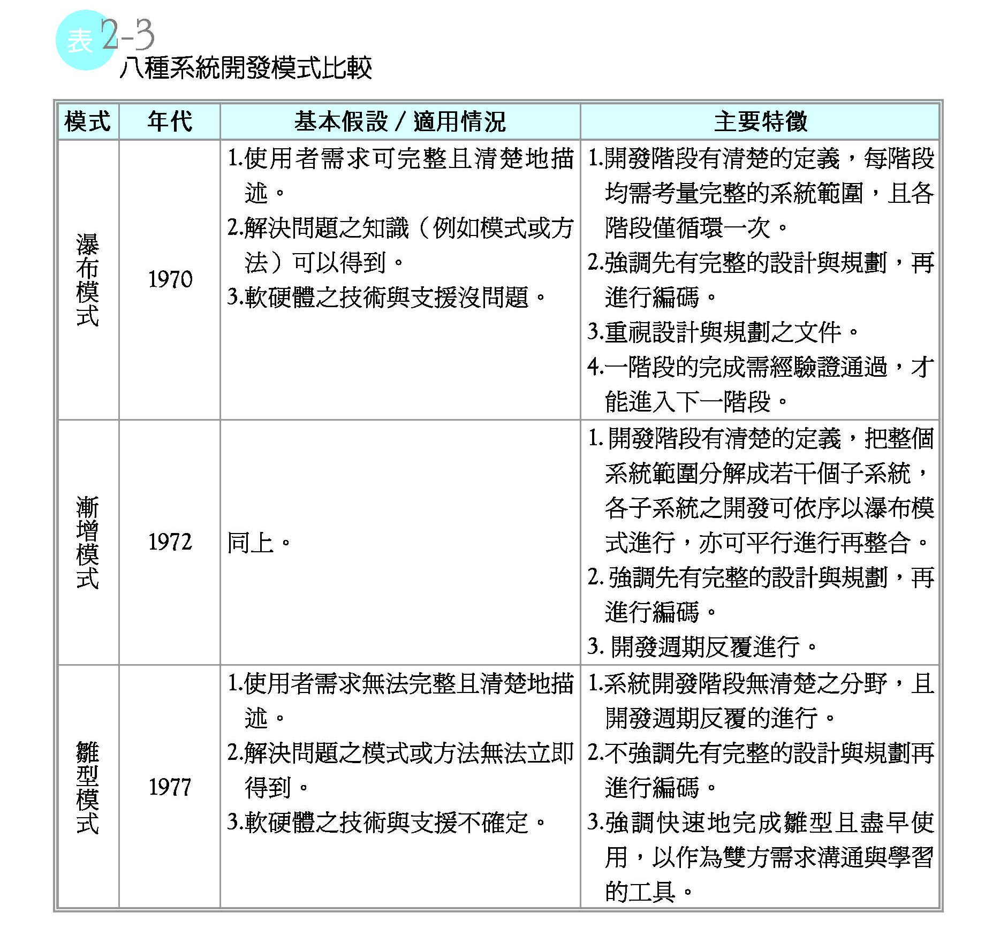 表 2-3
八種系統開發模式比較
模式 年代 基本假設／適用情況 主要特徵
瀑布模式
1970
1.使用者需求可完整且清楚地描
述。
2.解決問題之知識（例如模式或方
法）可以得到。
3.軟硬體之技術與支援沒問題。
1.開發階段有清楚的定義，每階段
均需考量完整的系統範圍，且各
階段僅循環一次。
2.強調先有完整的設計與規劃，再
進行編碼。
3.重視設計與規劃之文件。
4.一階段的完成需經驗證通過，才
能進入下一階段。
漸增模式
1972
同上。
1. 開發階段有清楚的定義，把整個
系統範圍分解成若干個子系統，
各子系統之開發可依序以瀑布模
式進行，亦可平行進行再整合。
2. 強調先有完整的設計與規劃，再
進行編碼。
3. 開發週期反覆進行。
雛型模式
1977
1.使用者需求無法完整且清楚地描
述。
2.解決問題之模式或方法無法立即
得到。
3.軟硬體之技術與支援不確定。
1.系統開發階段無清楚之分野，且
開發週期反覆的進行。
2.不強調先有完整的設計與規劃再
進行編碼。
3.強調快速地完成雛型且盡早使
用，以作為雙方需求溝通與學習
的工具。